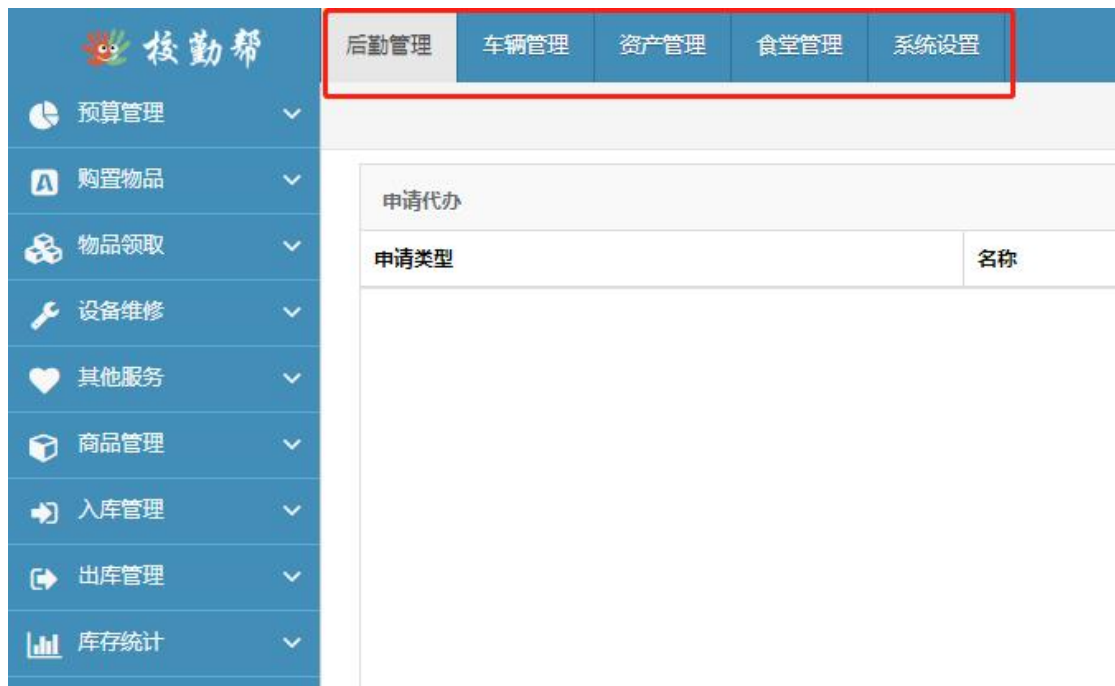 校勤帮
后勤管理 车辆管理 资产管理 食堂管理 系统设置
预算管理
购置物品
申请代办
物品领取
申请类型 名称
设备维修
其他服务
商品管理
入库管理
出库管理
库存统计